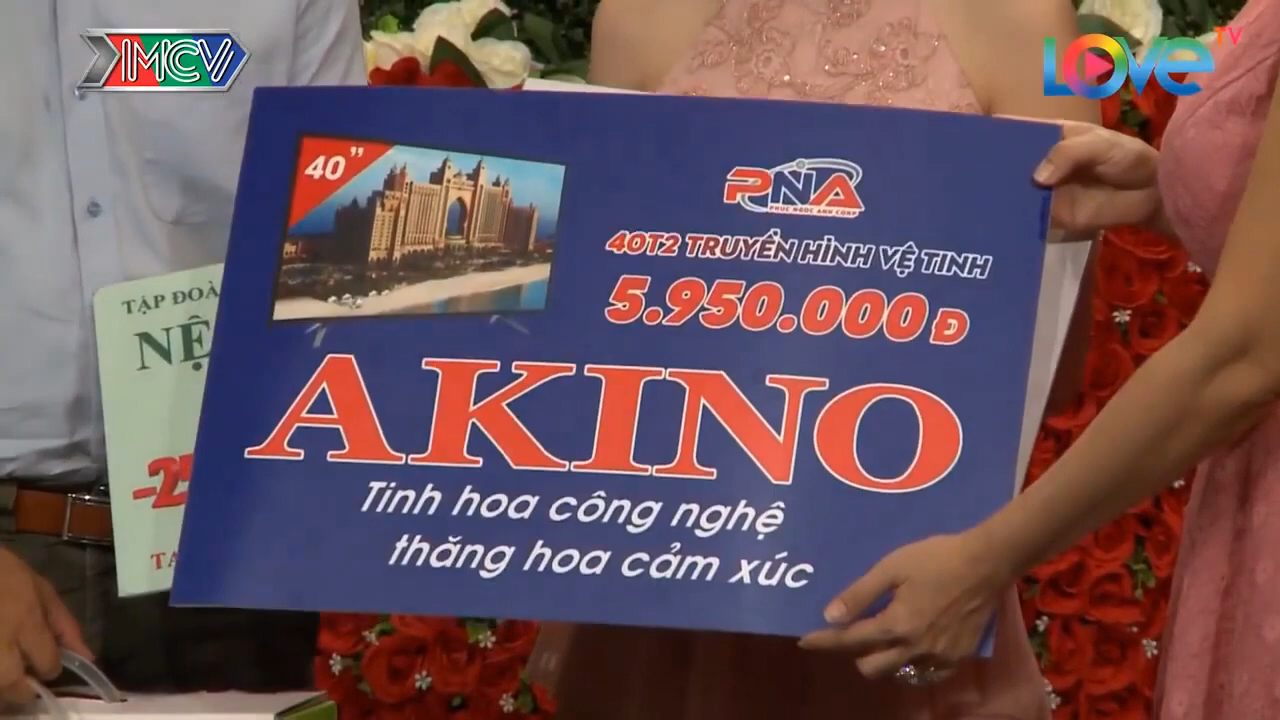 MCV
LOVE TV
40”
PNA
PHUC NGOC ANH CORP
40T2 TRUYỀN HÌNH VỆ TINH
5.950.000 Đ
AKINO
Tinh hoa công nghệ
thăng hoa cảm xúc
TẬP ĐOÀ
NỆ